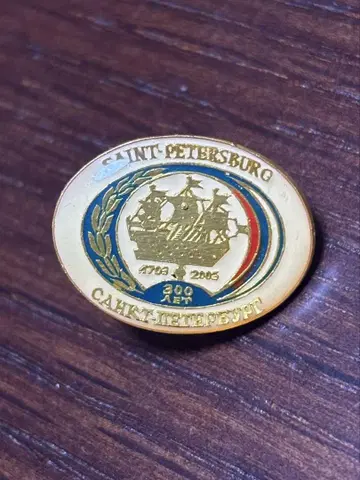 SAINT-PETERSBURG
1703 2003
300
ЛЕТ
САНКТ-ПЕТЕРБУРГ